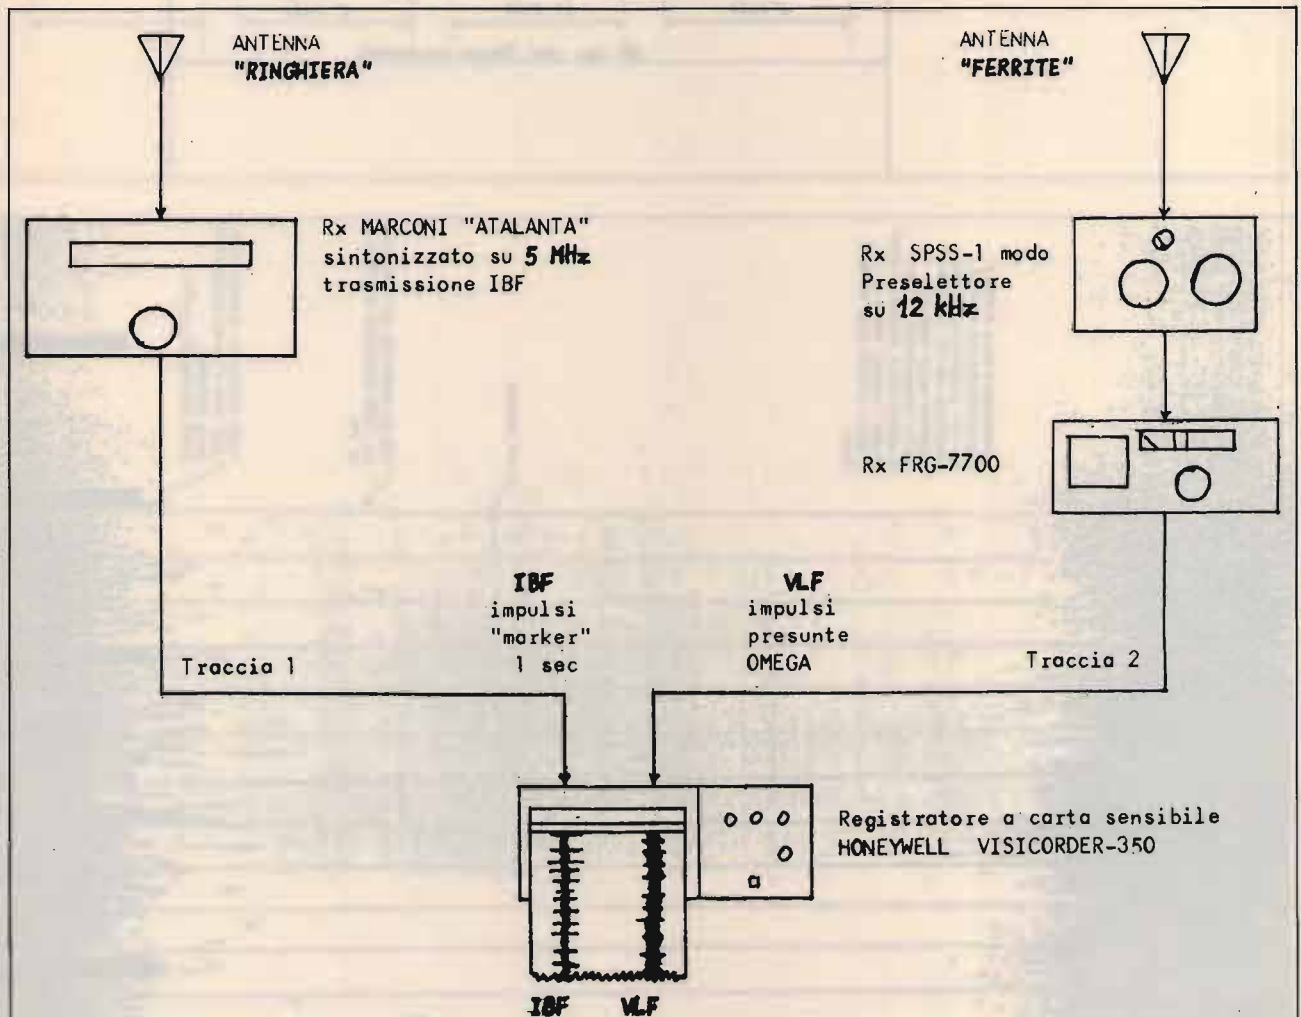 ANTENNA
"RINGHIERA"
ANTENNA
"FERRITE"
Rx MARCONI "ATALANTA"
sintonizzato su 5 MHz
trasmissione IBF
Rx SPSS-1 modo
Preselettore
su 12 kHz
Rx FRG-7700
IBF
impulsi
"marker"
1 sec
VLF
impulsi
presunte
OMEGA
Traccia 1
Traccia 2
Registratore a carta sensibile
HONEYWELL VISICORDER-350
IBF
VLF